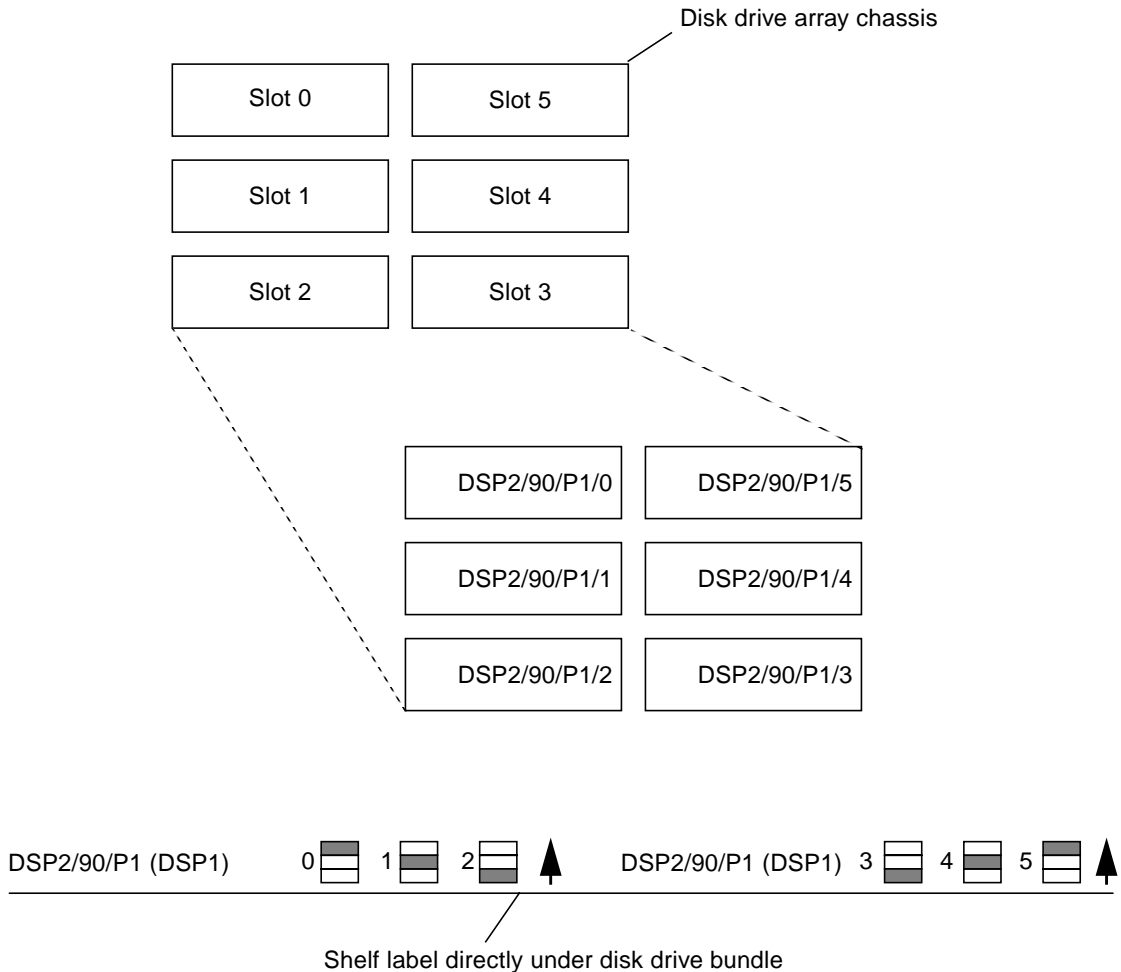 Disk drive array chassis
Slot 0 Slot 5
Slot 1 Slot 4
Slot 2 Slot 3
DSP2/90/P1/0 DSP2/90/P1/5
DSP2/90/P1/1 DSP2/90/P1/4
DSP2/90/P1/2 DSP2/90/P1/3
DSP2/90/P1 (DSP1) 0 1 2 DSP2/90/P1 (DSP1) 3 4 5
Shelf label directly under disk drive bundle